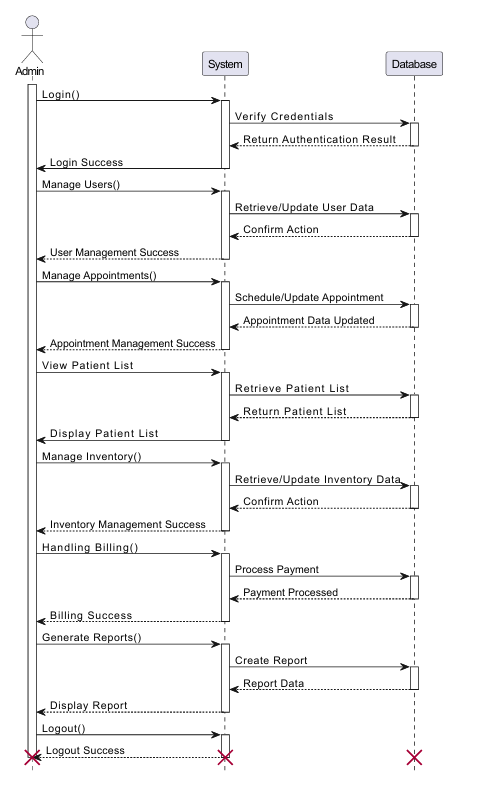 Admin
System
Database
Login()
Verify Credentials
Return Authentication Result
Login Success
Manage Users()
Retrieve/Update User Data
Confirm Action
User Management Success
Manage Appointments()
Schedule/Update Appointment
Appointment Data Updated
Appointment Management Success
View Patient List
Retrieve Patient List
Return Patient List
Display Patient List
Manage Inventory()
Retrieve/Update Inventory Data
Confirm Action
Inventory Management Success
Handling Billing()
Process Payment
Payment Processed
Billing Success
Generate Reports()
Create Report
Report Data
Display Report
Logout()
Logout Success